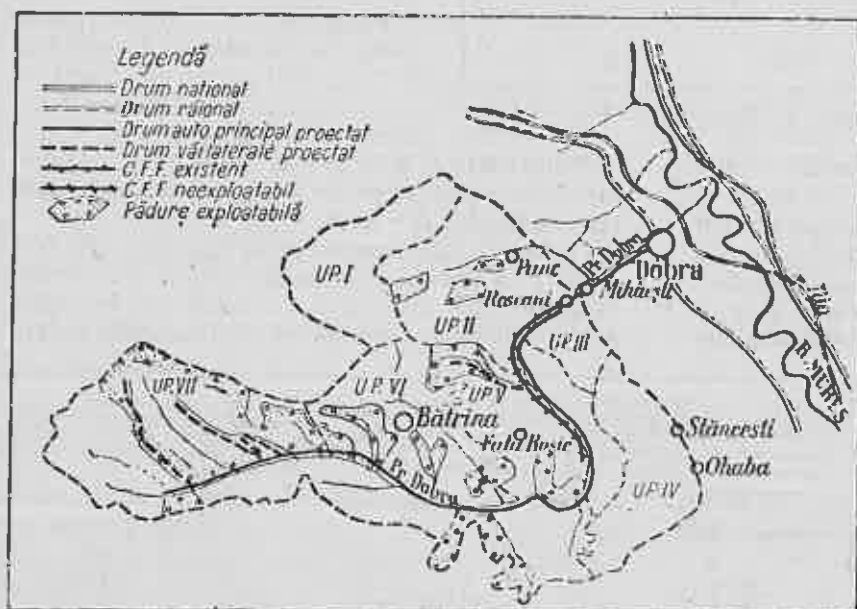 Legendă
Drum național
Drum raional
Drum auto principal proectat
Drum văi laterale proectat
C.F.F. existent
C.F.F. neexploatabil
Pădure exploatabilă
UP.I
Panc
Pr. Dobra
Dobra
Roscani
Mihăești
UP.II
UP.III
R. MUREȘ
UP.VII
UP.VI
UP.V
Bătrîna
Stâncești
Ohaba
Pr. Dobra
UP.IV